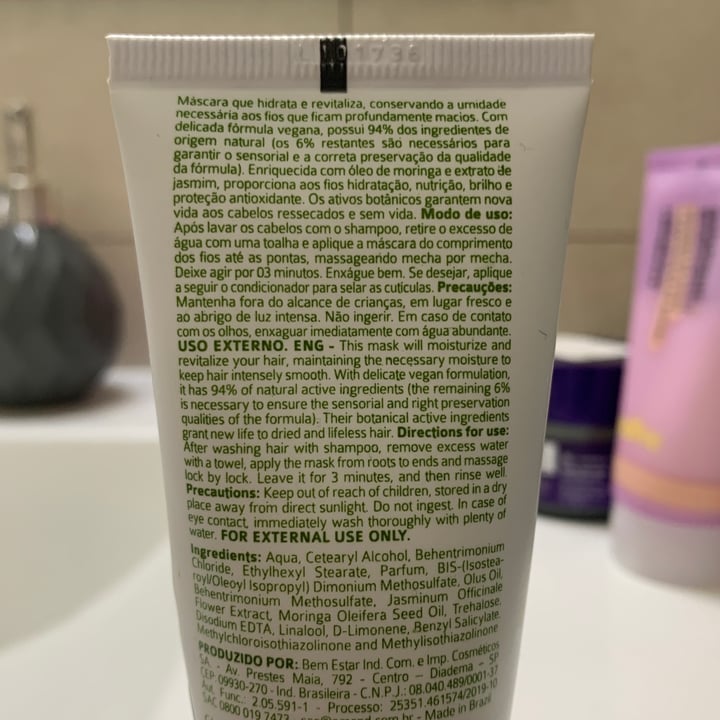 L 101736
Máscara que hidrata e revitaliza, conservando a umidade
necessária aos fios que ficam profundamente macios. Com
delicada fórmula vegana, possui 94% dos ingredientes de
origem natural (os 6% restantes são necessários para
garantir o sensorial e a correta preservação da qualidade
da fórmula). Enriquecida com óleo de moringa e extrato de
jasmim, proporciona aos fios hidratação, nutrição, brilho e
proteção antioxidante. Os ativos botânicos garantem nova
vida aos cabelos ressecados e sem vida. Modo de uso:
Após lavar os cabelos com o shampoo, retire o excesso de
água com uma toalha e aplique a máscara do comprimento
dos fios até as pontas, massageando mecha por mecha.
Deixe agir por 03 minutos. Enxágue bem. Se desejar, aplique
a seguir o condicionador para selar as cutículas. Precauções:
Mantenha fora do alcance de crianças, em lugar fresco e
ao abrigo de luz intensa. Não ingerir. Em caso de contato
com os olhos, enxaguar imediatamente com água abundante.
USO EXTERNO. ENG - This mask will moisturize and
revitalize your hair, maintaining the necessary moisture to
keep hair intensely smooth. With delicate vegan formulation,
it has 94% of natural active ingredients (the remaining 6%
is necessary to ensure the sensorial and right preservation
qualities of the formula). Their botanical active ingredients
grant new life to dried and lifeless hair. Directions for use:
After washing hair with shampoo, remove excess water
with a towel, apply the mask from roots to ends and massage
lock by lock. Leave it for 3 minutes, and then rinse well.
Precautions: Keep out of reach of children, stored in a dry
place away from direct sunlight. Do not ingest. In case of
eye contact, immediately wash thoroughly with plenty of
water. FOR EXTERNAL USE ONLY.
Ingredients: Aqua, Cetearyl Alcohol, Behentrimonium
Chloride, Ethylhexyl Stearate, Parfum, BIS-(Isostea-
royl/Oleoyl Isopropyl) Dimonium Methosulfate, Olus Oil,
Behentrimonium Methosulfate, Jasminum Officinale
Flower Extract, Moringa Oleifera Seed Oil, Trehalose,
Disodium EDTA, Linalool, D-Limonene, Benzyl Salicylate,
Methylchloroisothiazolinone and Methylisothiazolinone
PRODUZIDO POR: Bem Estar Ind. Com. e Imp. Cosméticos
SA. - Av. Prestes Maia, 792 - Centro - Diadema - SP
CEP 09930-270 - Ind. Brasileira - C.N.P.J.: 08.040.489/0001-37
Aut. Func.: 2.05.591-1 - Processo: 25351.461574/2019-10
SAC 0800 019 7473 - .com.br - Made in Brazil